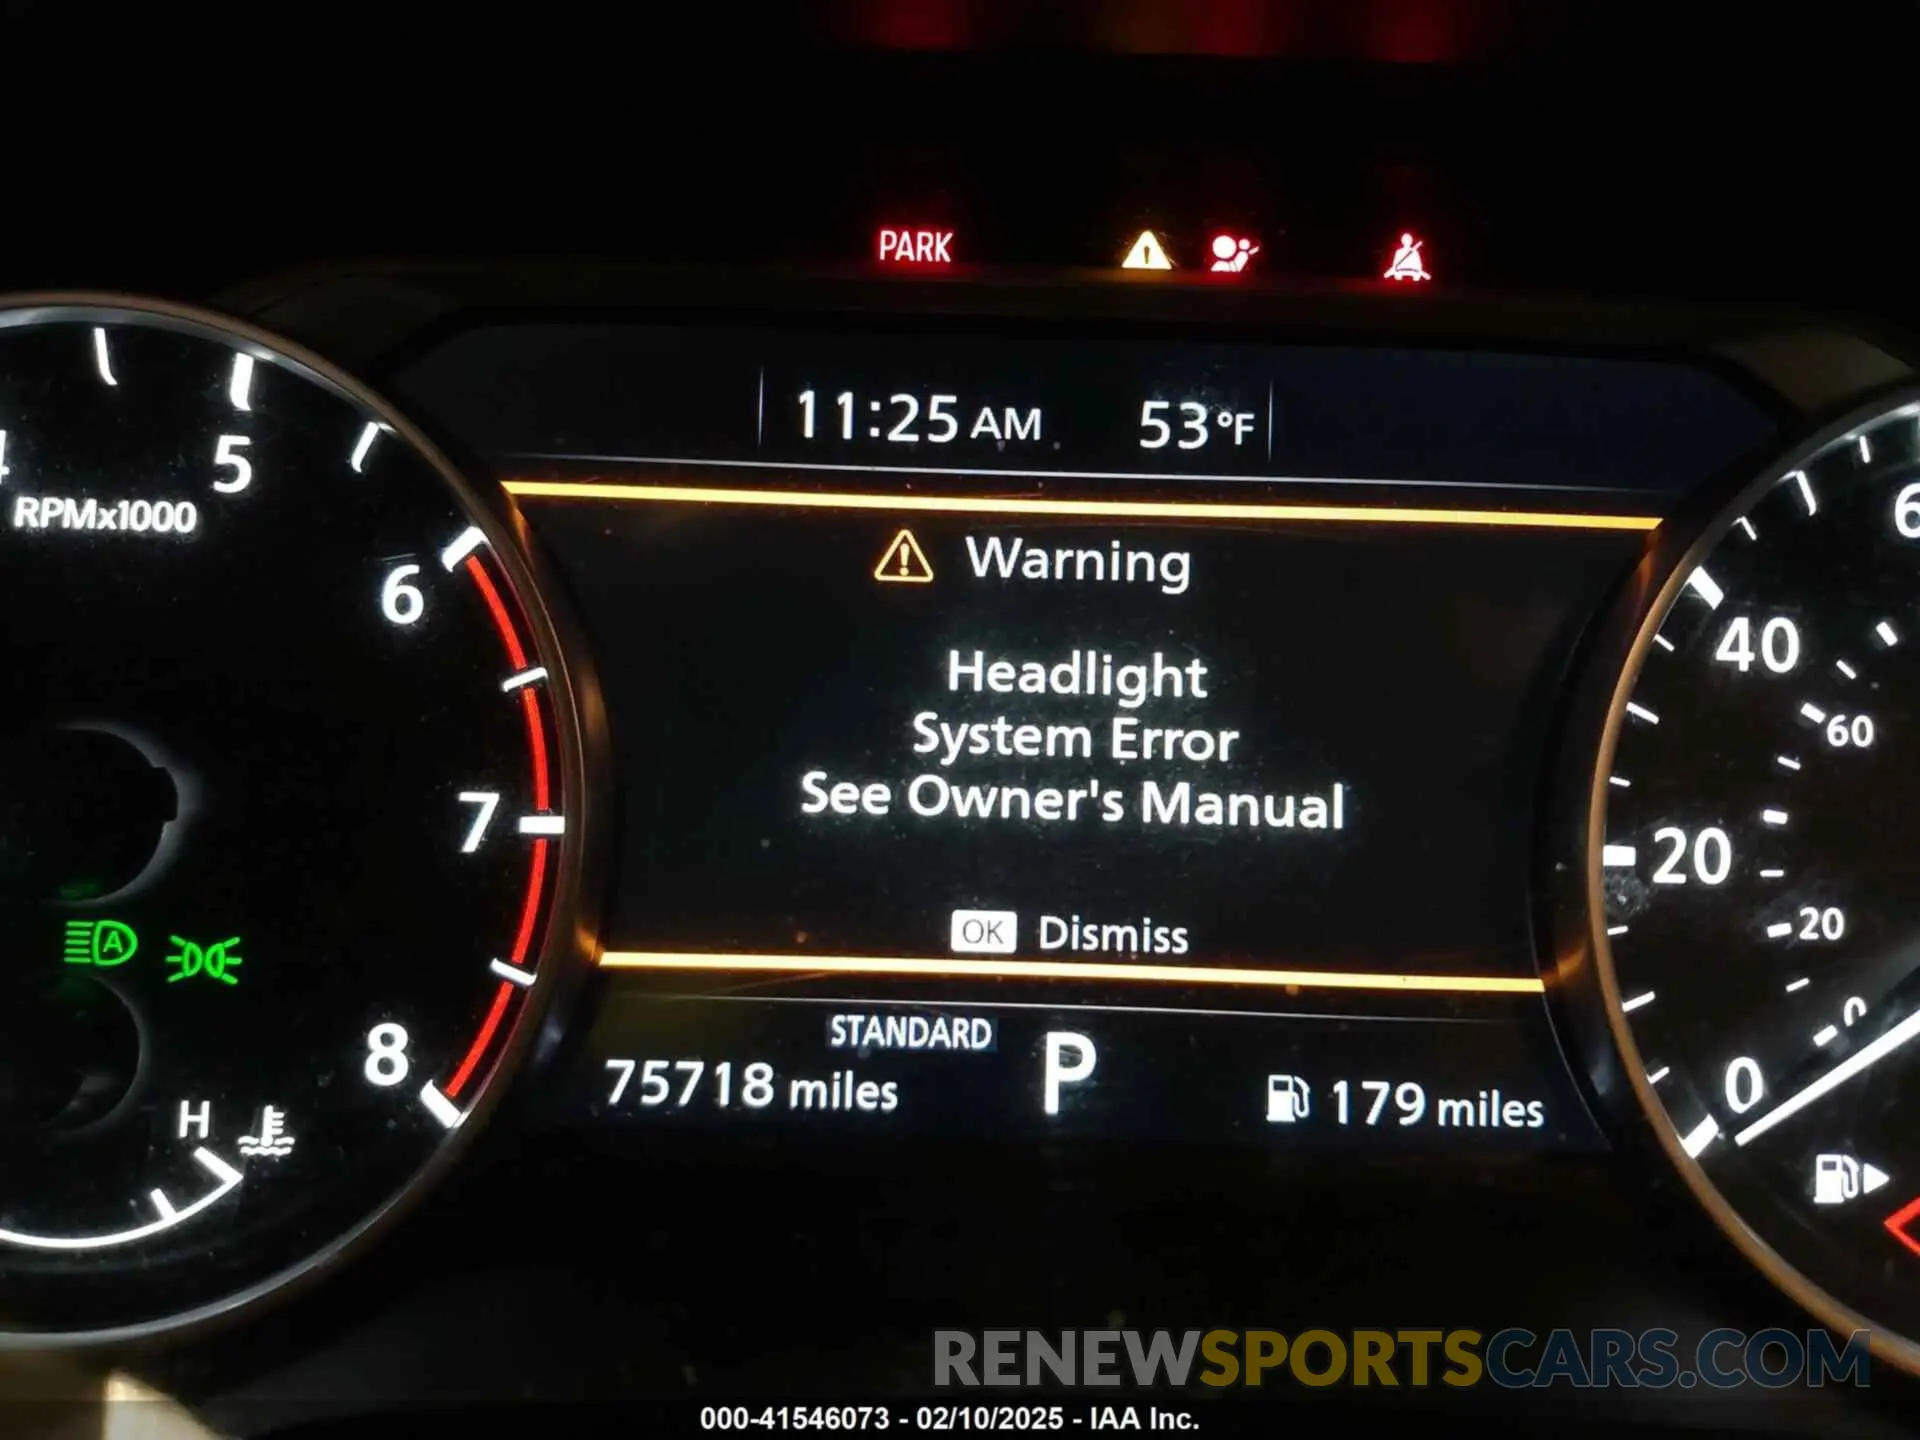 PARK
11:25 AM 53°F
5
RPMx1000
6
7
8
H
Warning
Headlight
System Error
See Owner's Manual
OK Dismiss
STANDARD
75718 miles P 179 miles
40
60
20
20
0
0
A
RENEWSPORTSCARS.COM
000-41546073 - 02/10/2025 - IAA Inc.